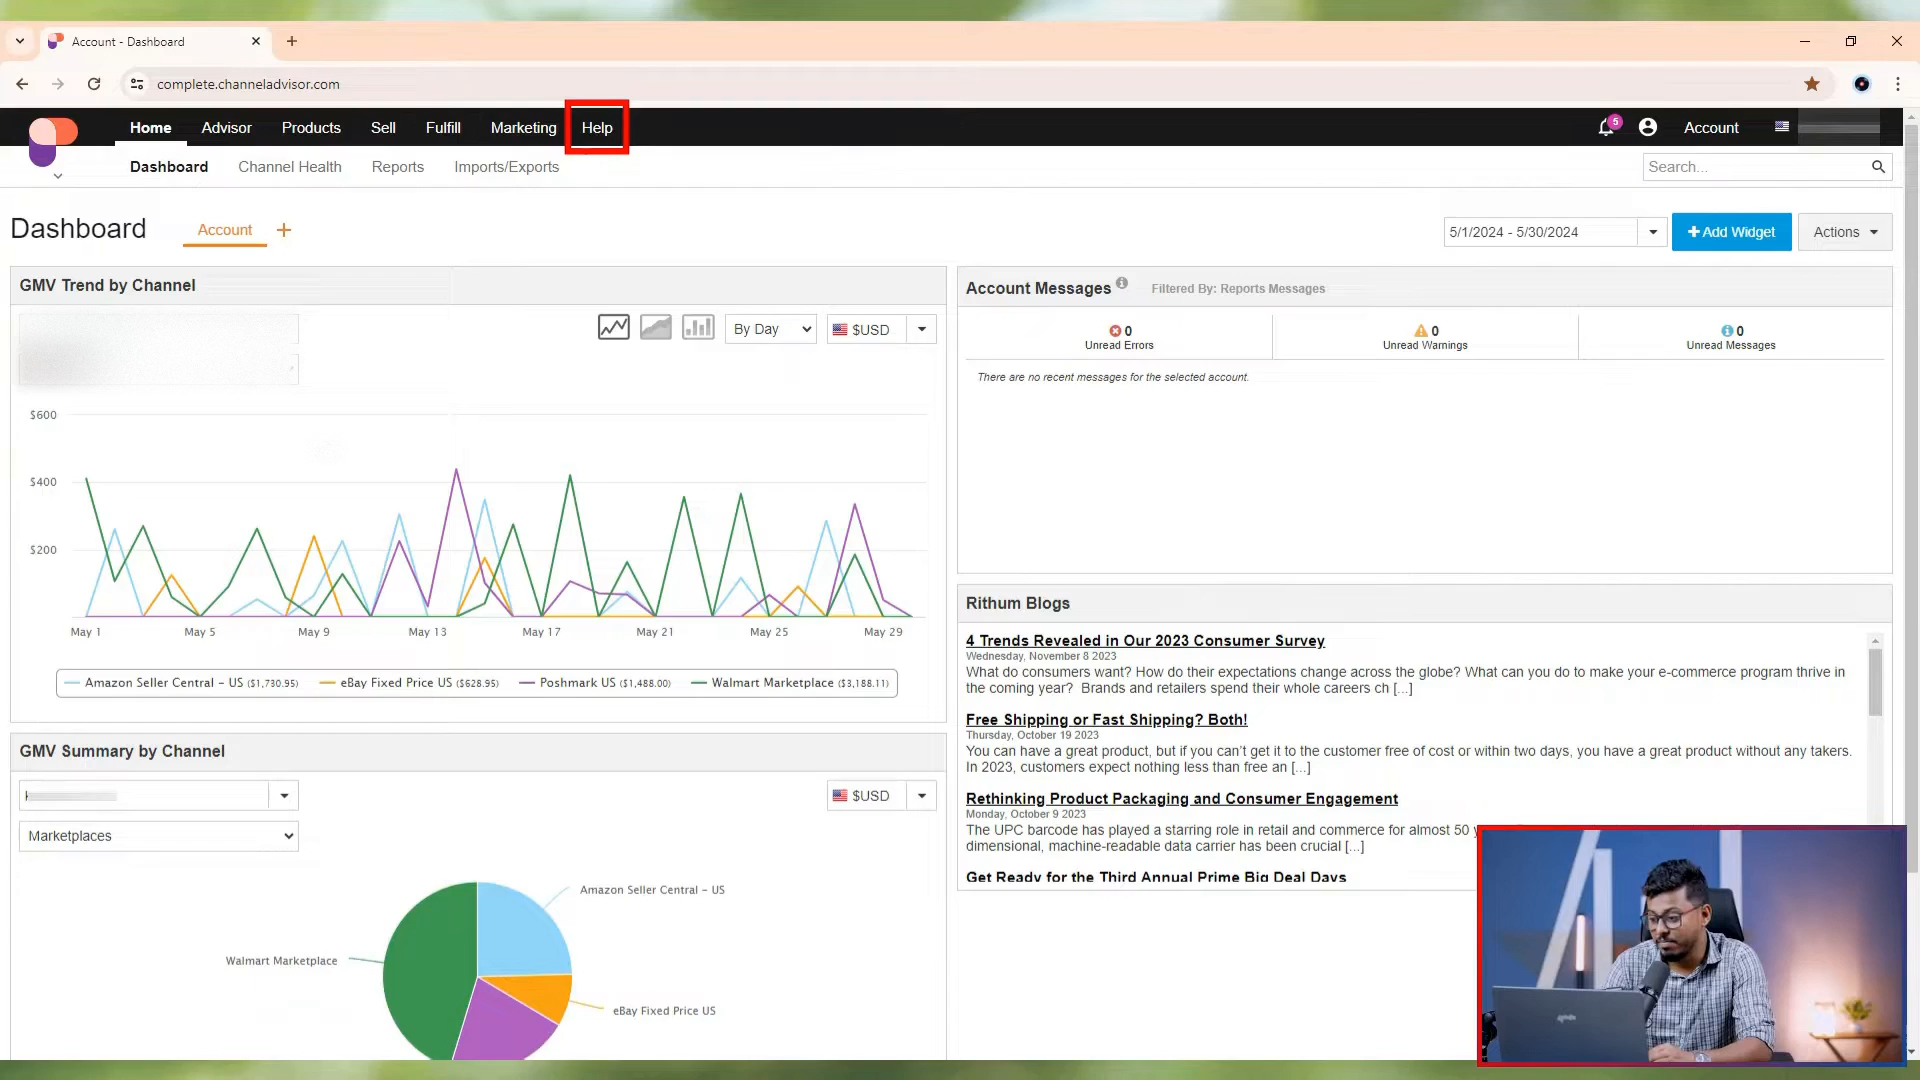 Account - Dashboard
complete.channeladvisor.com
Home Advisor Products Sell Fulfill Marketing Help
5
Account
Dashboard Channel Health Reports Imports/Exports
Search...
Dashboard
Account +
5/1/2024 - 5/30/2024
+ Add Widget
Actions
GMV Trend by Channel
By Day
$USD
$600
$400
$200
May 1 May 5 May 9 May 13 May 17 May 21 May 25 May 29
Amazon Seller Central – US ($1,730.95) eBay Fixed Price US ($628.95) Poshmark US ($1,488.00) Walmart Marketplace ($3,188.11)
GMV Summary by Channel
$USD
Marketplaces
Amazon Seller Central – US
Walmart Marketplace
eBay Fixed Price US
Account Messages
Filtered By: Reports Messages
0
Unread Errors
0
Unread Warnings
0
Unread Messages
There are no recent messages for the selected account.
Rithum Blogs
4 Trends Revealed in Our 2023 Consumer Survey
Wednesday, November 8 2023
What do consumers want? How do their expectations change across the globe? What can you do to make your e-commerce program thrive in
the coming year? Brands and retailers spend their whole careers ch [...]
Free Shipping or Fast Shipping? Both!
Thursday, October 19 2023
You can have a great product, but if you can’t get it to the customer free of cost or within two days, you have a great product without any takers.
In 2023, customers expect nothing less than free an [...]
Rethinking Product Packaging and Consumer Engagement
Monday, October 9 2023
The UPC barcode has played a starring role in retail and commerce for almost 50
dimensional, machine-readable data carrier has been crucial [...]
Get Ready for the Third Annual Prime Big Deal Days